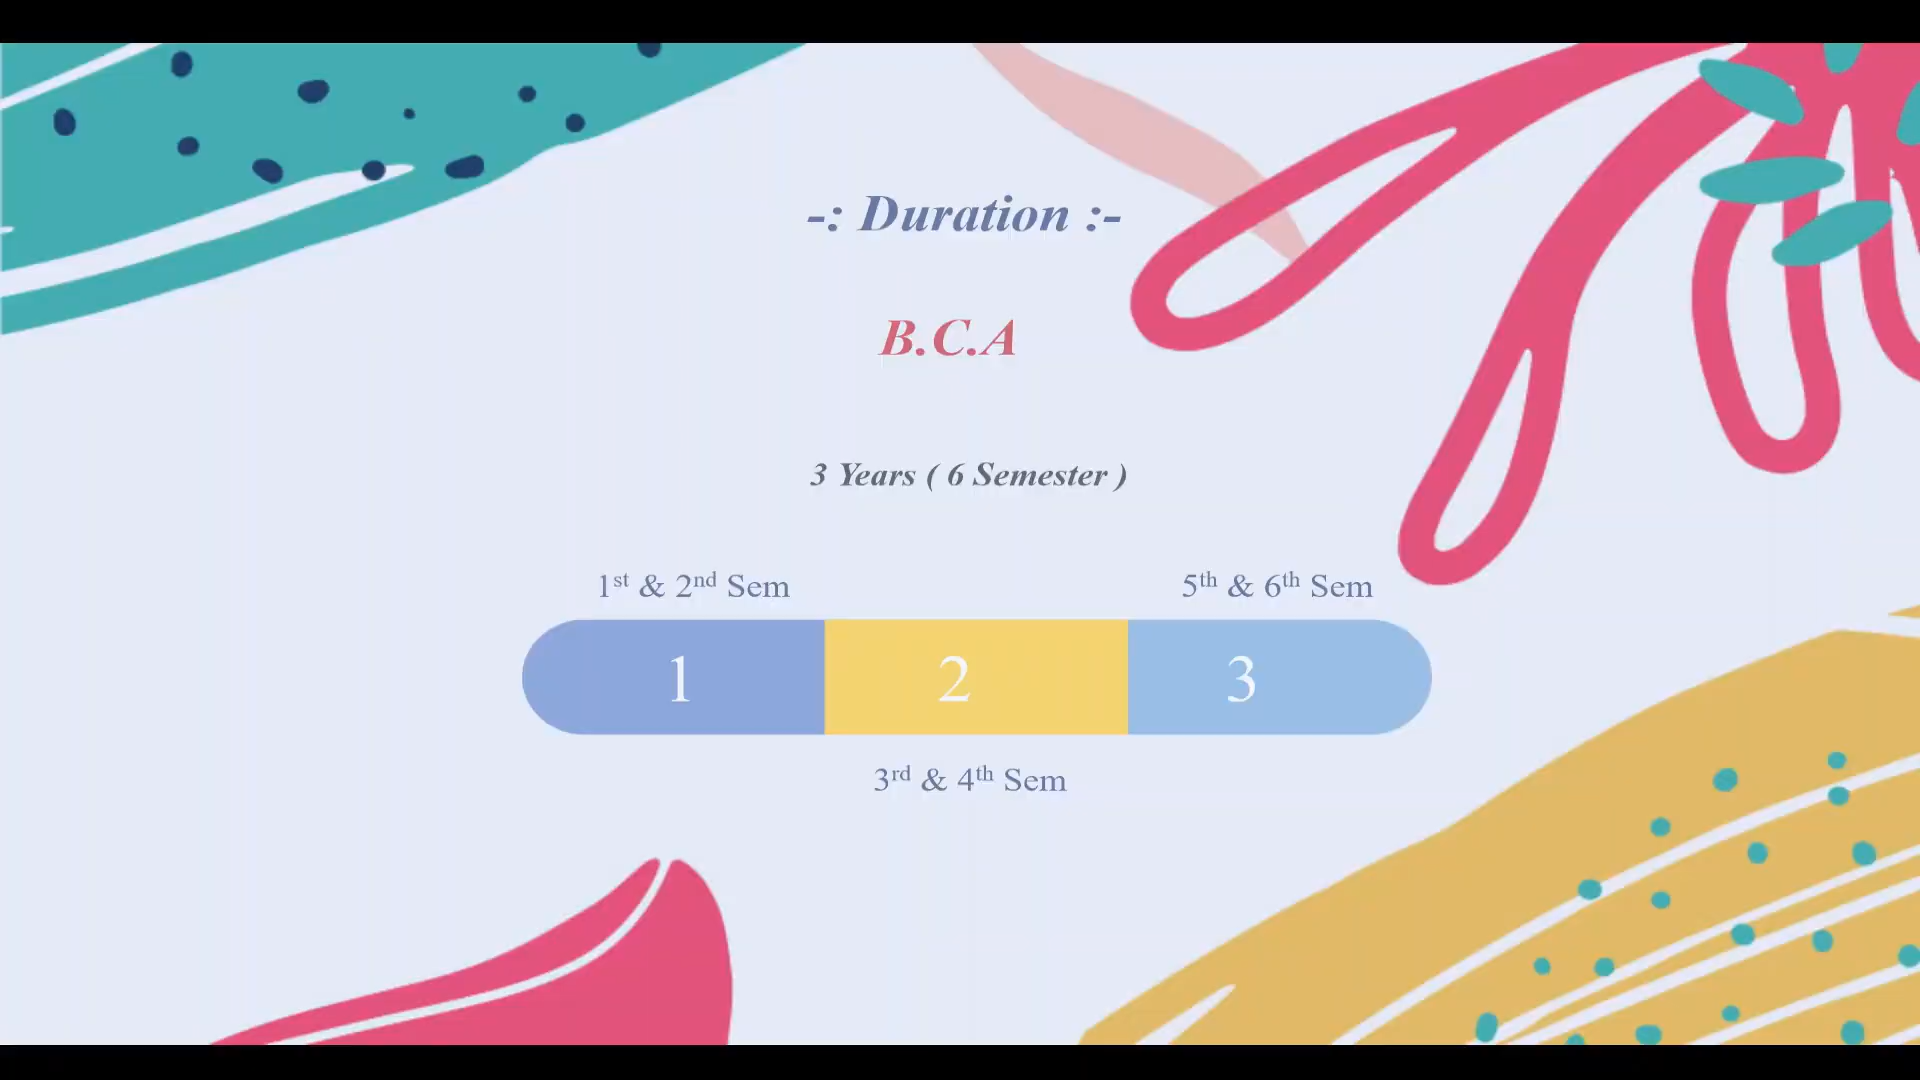 -: Duration :-
B.C.A
3 Years ( 6 Semester )
1st & 2nd Sem
5th & 6th Sem
1
2
3
3rd & 4th Sem